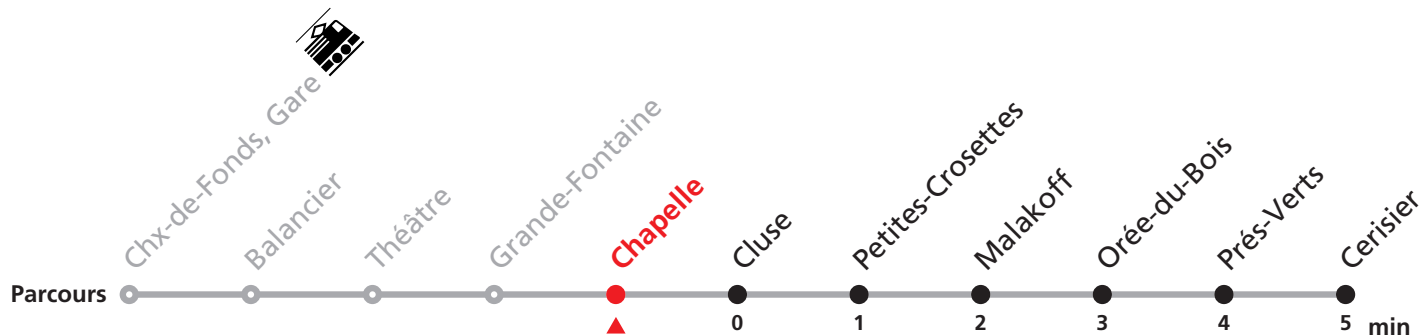 Chx-de-Fonds, Gare
Balancier
Théâtre
Grande-Fontaine
Chapelle
Cluse
Petites-Crosettes
Malakoff
Orée-du-Bois
Prés-Verts
Cerisier
Parcours
0 1 2 3 4 5 min